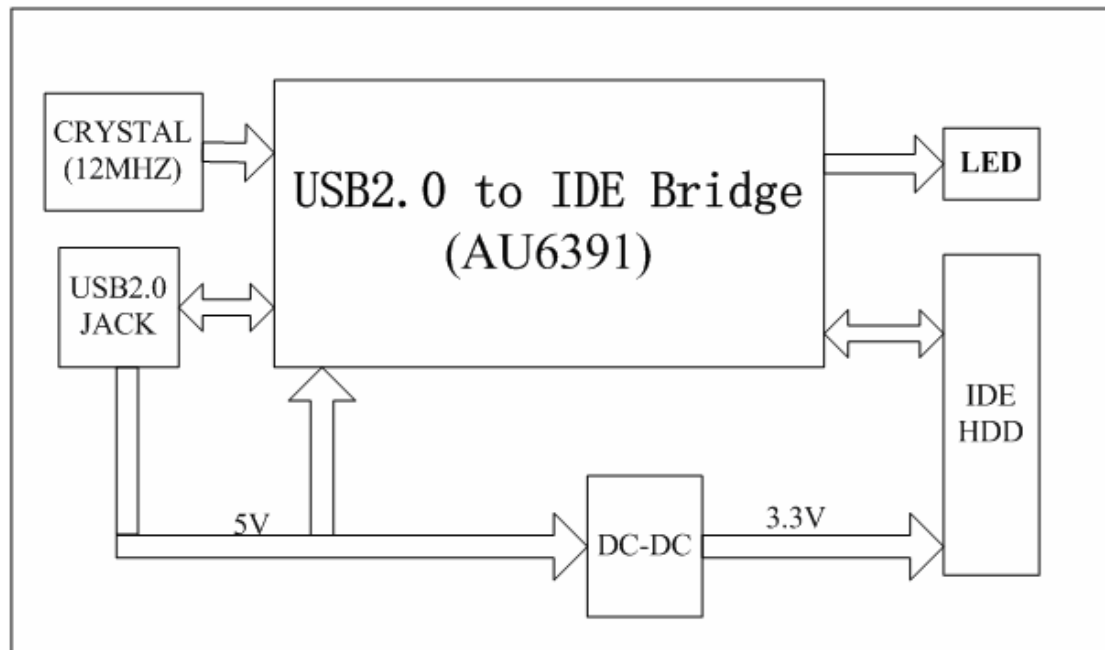 CRYSTAL
(12MHZ)
USB2.0 to IDE Bridge
(AU6391)
LED
USB2.0
JACK
IDE
HDD
5V
DC-DC
3.3V